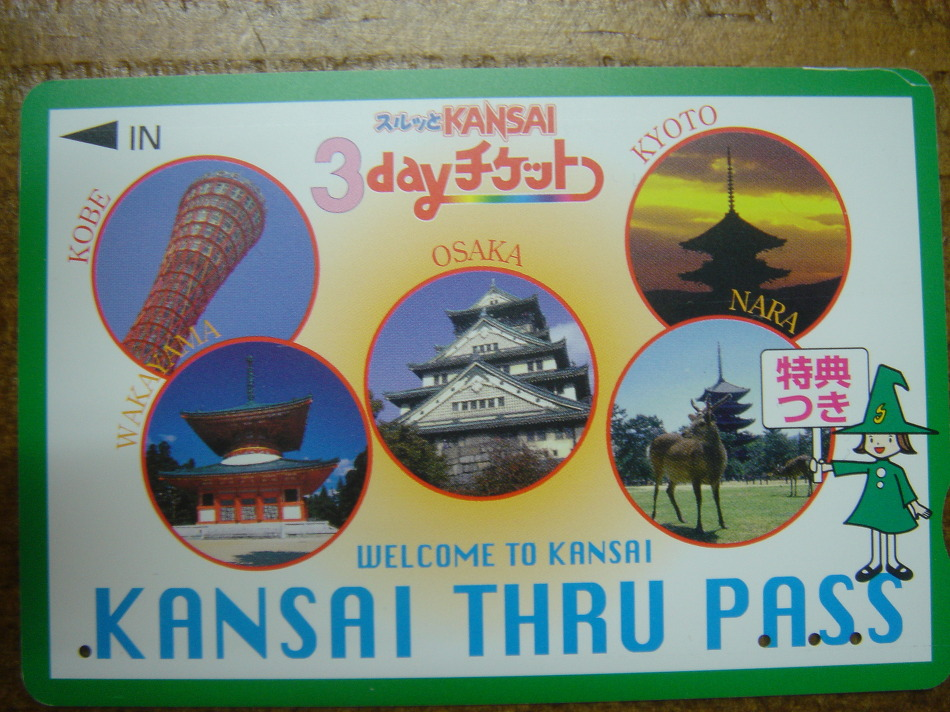 IN
スルッとKANSAI
3dayチケット
KOBE
KYOTO
OSAKA
WAKAYAMA
NARA
特典
つき
S
WELCOME TO KANSAI
KANSAI THRU PASS